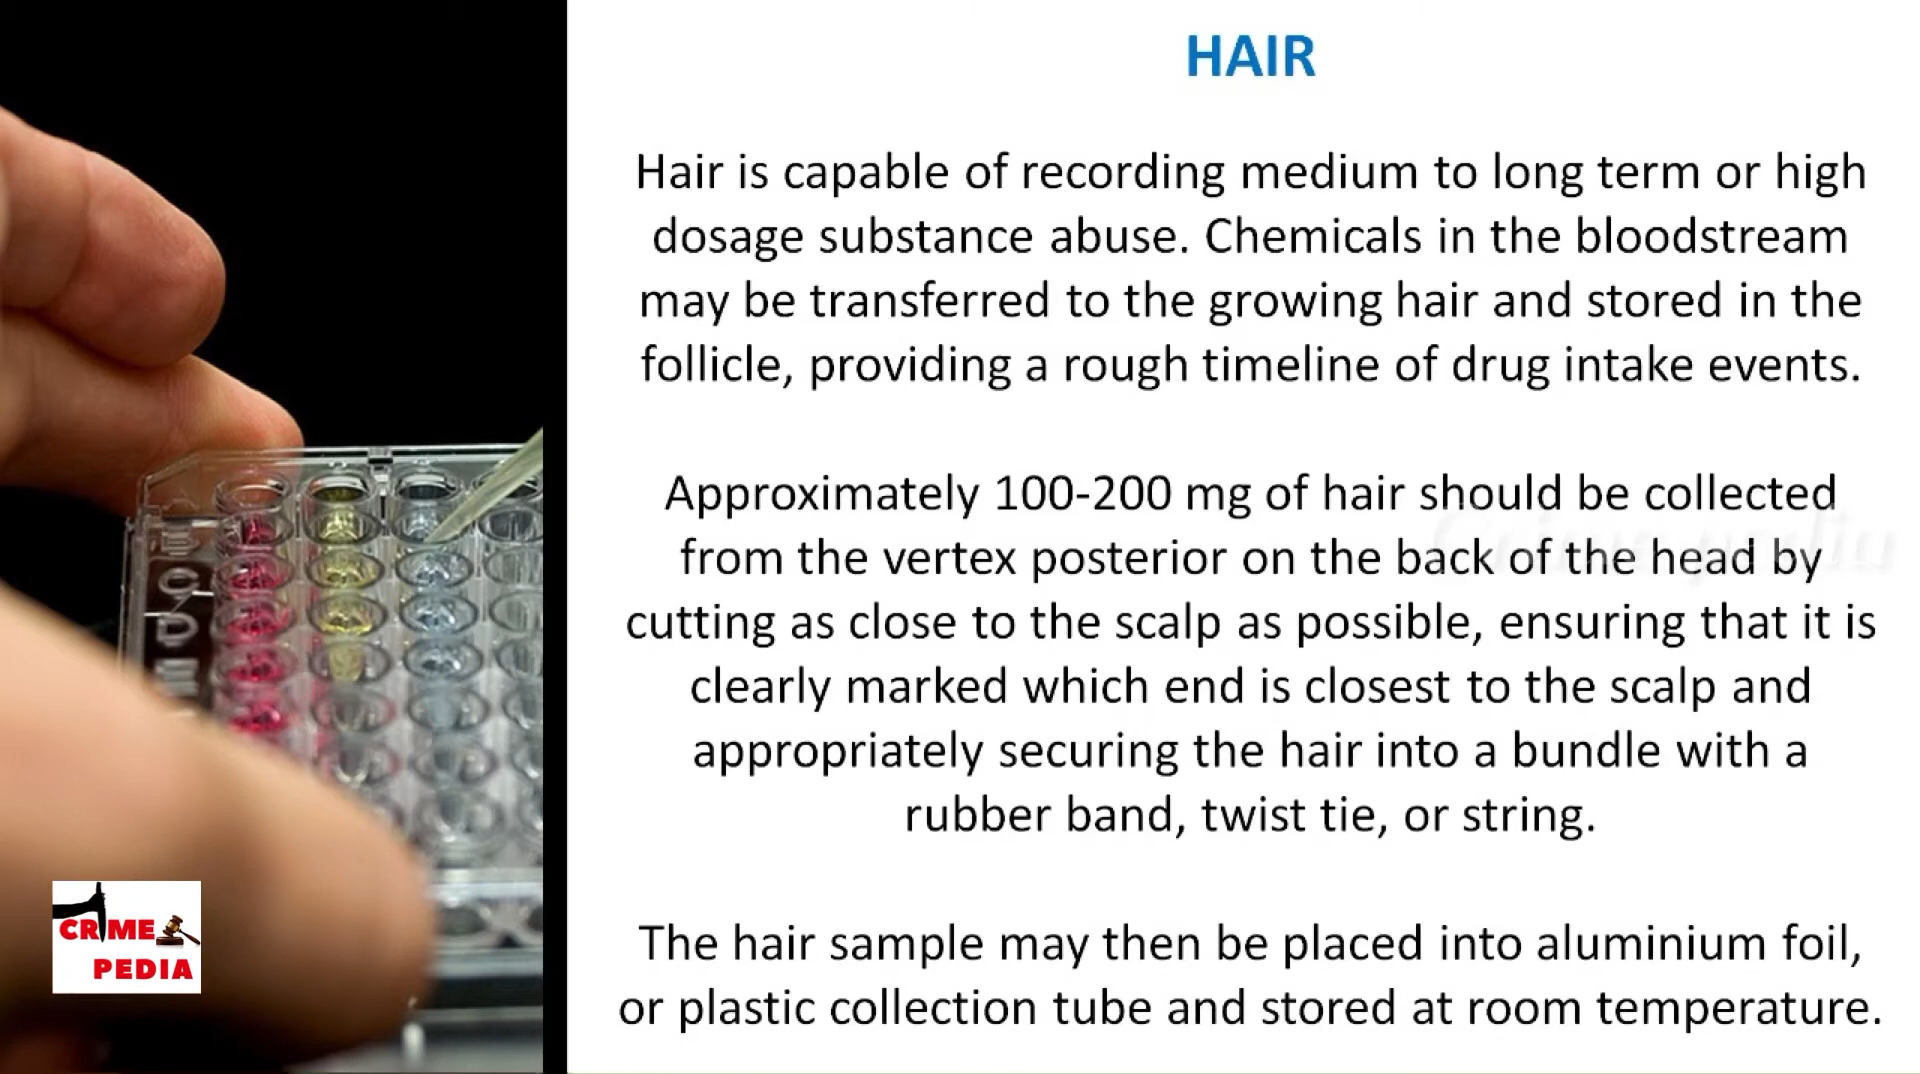 HAIR
Hair is capable of recording medium to long term or high
dosage substance abuse. Chemicals in the bloodstream
may be transferred to the growing hair and stored in the
follicle, providing a rough timeline of drug intake events.
Approximately 100-200 mg of hair should be collected
from the vertex posterior on the back of the head by
cutting as close to the scalp as possible, ensuring that it is
clearly marked which end is closest to the scalp and
appropriately securing the hair into a bundle with a
rubber band, twist tie, or string.
The hair sample may then be placed into aluminium foil,
or plastic collection tube and stored at room temperature.
Crime pedia
B
C
D
E
CRIME
PEDIA